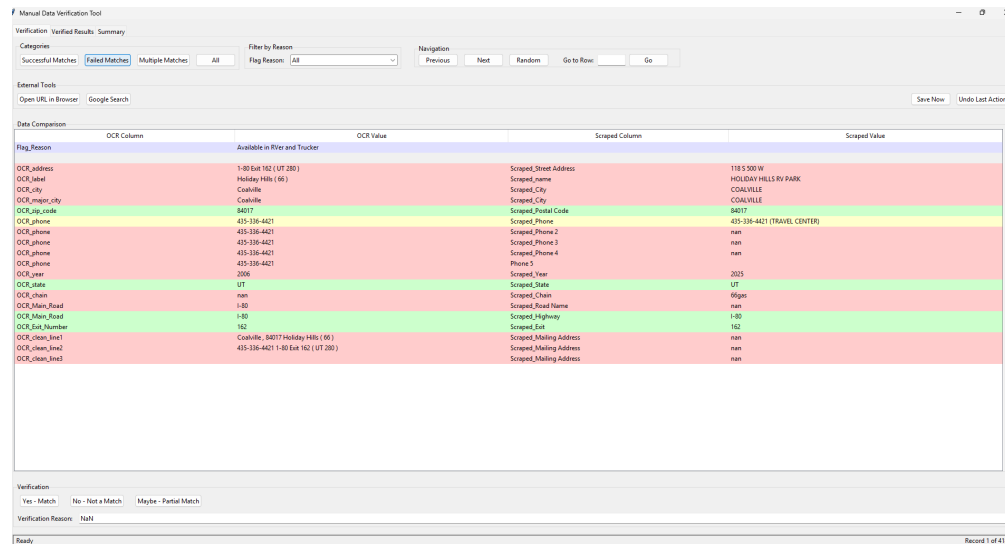 Manual Data Verification Tool
Verification Verified Results Summary
Categories
Successful Matches Failed Matches Multiple Matches All
Filter by Reason
Flag Reason: All
Navigation
Previous Next Random Go to Row: Go
External Tools
Open URL in Browser Google Search
Save Now Undo Last Action
Data Comparison
OCR Column OCR Value Scraped Column Scraped Value
Flag_Reason Available in RVer and Trucker
OCR_address 1-80 Exit 162 ( UT 280 ) Scraped_Street Address 118 S 500 W
OCR_label Holiday Hills ( 66 ) Scraped_name HOLIDAY HILLS RV PARK
OCR_city Coalville Scraped_City COALVILLE
OCR_major_city Coalville Scraped_City COALVILLE
OCR_zip_code 84017 Scraped_Postal Code 84017
OCR_phone 435-336-4421 Scraped_Phone 435-336-4421 (TRAVEL CENTER)
OCR_phone 435-336-4421 Scraped_Phone 2 nan
OCR_phone 435-336-4421 Scraped_Phone 3 nan
OCR_phone 435-336-4421 Scraped_Phone 4 nan
OCR_phone 435-336-4421 Phone 5
OCR_year 2006 Scraped_Year 2025
OCR_state UT Scraped_State UT
OCR_chain nan Scraped_Chain 66gas
OCR_Main_Road I-80 Scraped_Road Name nan
OCR_Main_Road I-80 Scraped_Highway I-80
OCR_Exit_Number 162 Scraped_Exit 162
OCR_clean_line1 Coalville , 84017 Holiday Hills ( 66 ) Scraped_Mailing Address nan
OCR_clean_line2 435-336-4421 1-80 Exit 162 ( UT 280 ) Scraped_Mailing Address nan
OCR_clean_line3 Scraped_Mailing Address nan
Verification
Yes - Match No - Not a Match Maybe - Partial Match
Verification Reason: NaN
Ready Record 1 of 41